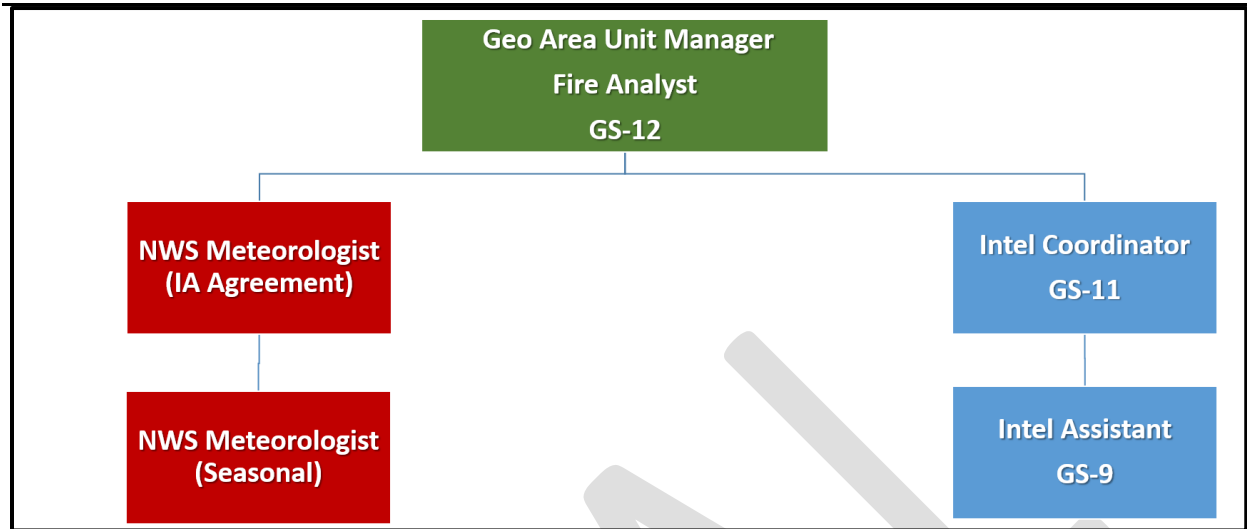 Geo Area Unit Manager
Fire Analyst
GS-12
NWS Meteorologist
(IA Agreement)
Intel Coordinator
GS-11
NWS Meteorologist
(Seasonal)
Intel Assistant
GS-9